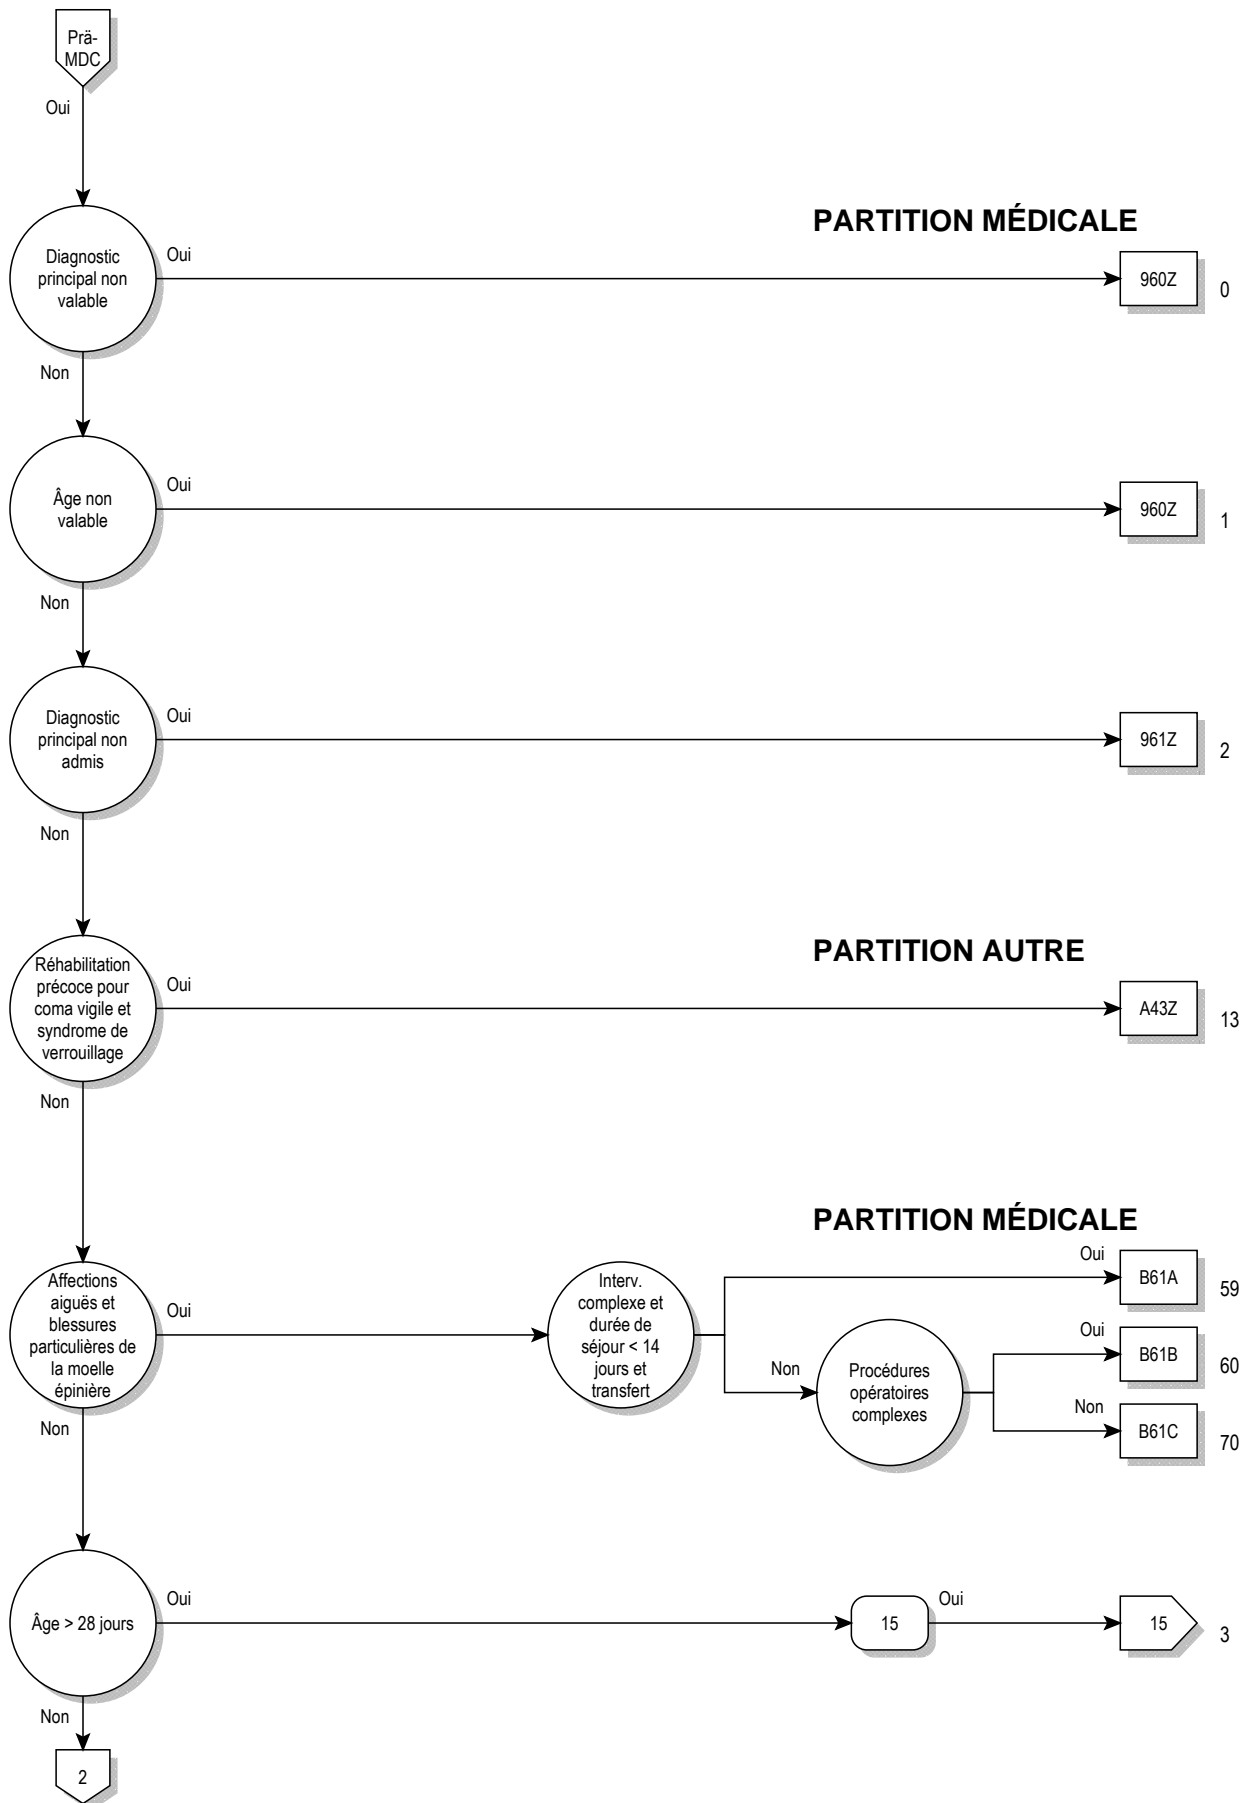 Prä-
MDC
Oui
PARTITION MÉDICALE
Diagnostic
principal non
valable
Oui
960Z
0
Non
Âge non
valable
Oui
960Z
1
Non
Diagnostic
principal non
admis
Oui
961Z
2
Non
PARTITION AUTRE
Réhabilitation
précoce pour
coma vigile et
syndrome de
verrouillage
Oui
A43Z
13
Non
PARTITION MÉDICALE
Affections
aiguës et
blessures
particulières de
la moelle
épinière
Oui
Interv.
complexe et
durée de
séjour < 14
jours et
transfert
Oui
B61A
59
Non
Procédures
opératoires
complexes
Oui
B61B
60
Non
B61C
70
Non
Âge > 28 jours
Oui
15
Oui
15
3
Non
2